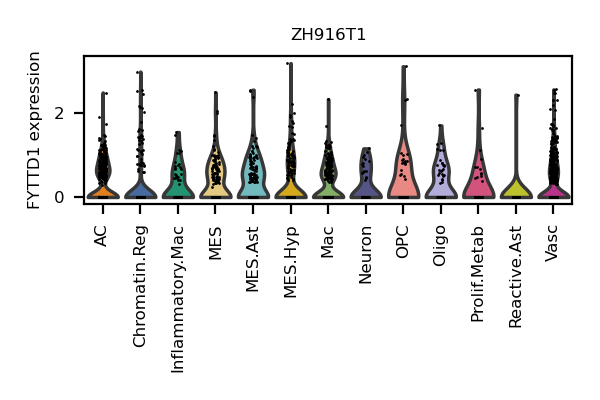 ZH916T1
FYTTD1 expression
2
0
AC
Chromatin.Reg
Inflammatory.Mac
MES
MES.Ast
MES.Hyp
Mac
Neuron
OPC
Oligo
Prolif.Metab
Reactive.Ast
Vasc